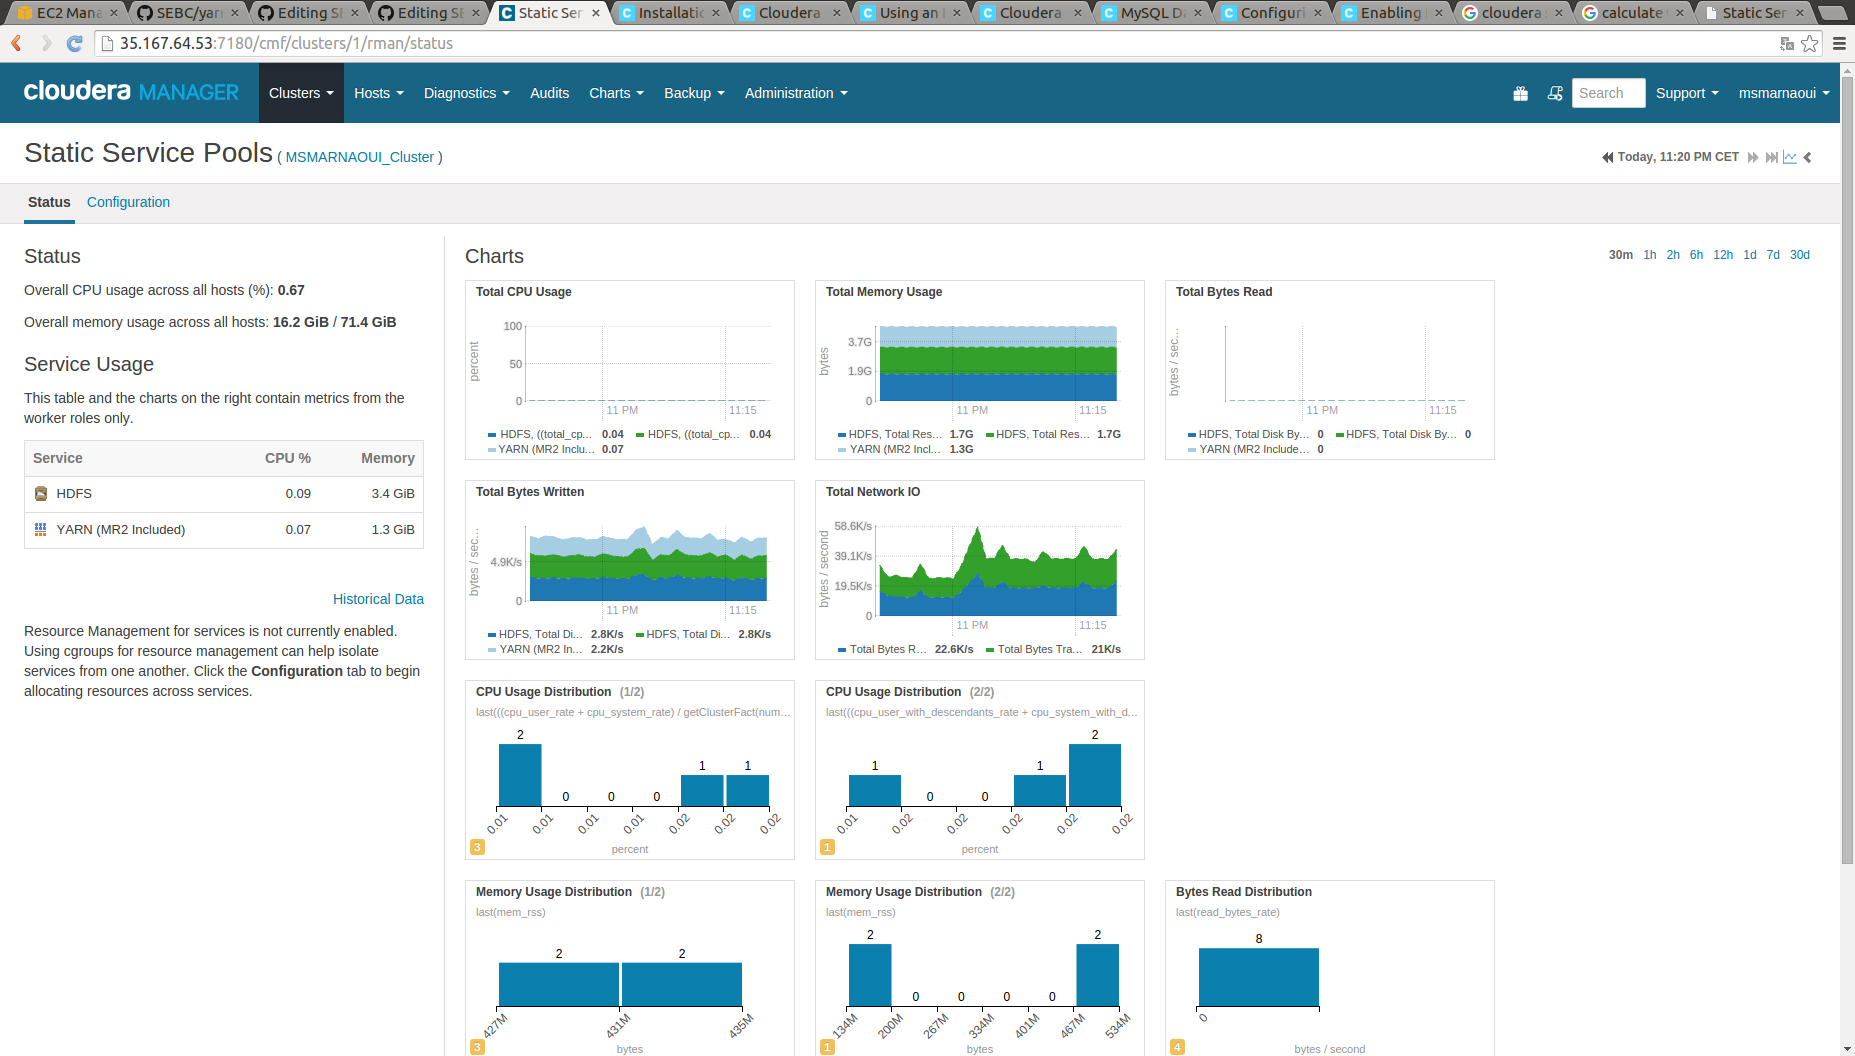 EC2 Mana
SEBC/yarn
Editing SE
Editing SE
Static Ser
Installatio
Cloudera
Using an
Cloudera
MySQL Da
Configuri
Enabling
cloudera
calculate
Static Ser
35.167.64.53:7180/cmf/clusters/1/rman/status
cloudera MANAGER
Clusters
Hosts
Diagnostics
Audits
Charts
Backup
Administration
Search
Support
msmarnaoui
Static Service Pools ( MSMARNAOUI_Cluster )
Today, 11:20 PM CET
Status
Configuration
Status
Overall CPU usage across all hosts (%): 0.67
Overall memory usage across all hosts: 16.2 GiB / 71.4 GiB
Service Usage
This table and the charts on the right contain metrics from the
worker roles only.
Service CPU % Memory
HDFS 0.09 3.4 GiB
YARN (MR2 Included) 0.07 1.3 GiB
Historical Data
Resource Management for services is not currently enabled.
Using cgroups for resource management can help isolate
services from one another. Click the Configuration tab to begin
allocating resources across services.
Charts
30m 1h 2h 6h 12h 1d 7d 30d
Total CPU Usage
percent
100
50
0
11 PM 11:15
HDFS, ((total_cp... 0.04 HDFS, ((total_cp... 0.04
YARN (MR2 Inclu... 0.07
Total Memory Usage
bytes
3.7G
1.9G
0
11 PM 11:15
HDFS, Total Res... 1.7G HDFS, Total Res... 1.7G
YARN (MR2 Incl... 1.3G
Total Bytes Read
bytes / sec...
11 PM 11:15
HDFS, Total Disk By... 0 HDFS, Total Disk By... 0
YARN (MR2 Include... 0
Total Bytes Written
bytes / sec...
4.9K/s
0
11 PM 11:15
HDFS, Total Di... 2.8K/s HDFS, Total Di... 2.8K/s
YARN (MR2 In... 2.2K/s
Total Network IO
bytes / second
58.6K/s
39.1K/s
19.5K/s
0
11 PM 11:15
Total Bytes R... 22.6K/s Total Bytes Tra... 21K/s
CPU Usage Distribution (1/2)
last(((cpu_user_rate + cpu_system_rate) / getClusterFact(num...
2 0 0 0 1 1
0.01 0.01 0.01 0.01 0.02 0.02 0.02
3
percent
CPU Usage Distribution (2/2)
last(((cpu_user_with_descendants_rate + cpu_system_with_d...
1 0 0 1 2
0.01 0.02 0.02 0.02 0.02 0.02
1
percent
Memory Usage Distribution (1/2)
last(mem_rss)
2 2
427M 431M 435M
3
bytes
Memory Usage Distribution (2/2)
last(mem_rss)
2 0 0 0 0 2
134M 200M 267M 334M 401M 467M 534M
1
bytes
Bytes Read Distribution
last(read_bytes_rate)
8
0
4
bytes / second